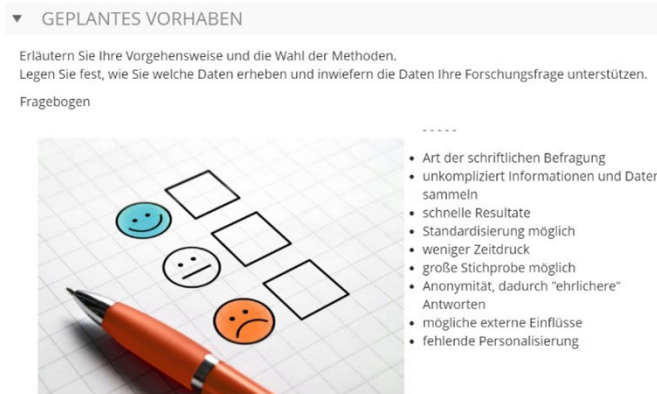 GEPLANTES VORHABEN
Erläutern Sie Ihre Vorgehensweise und die Wahl der Methoden.
Legen Sie fest, wie Sie welche Daten erheben und inwiefern die Daten Ihre Forschungsfrage unterstützen.
Fragebogen
- - - - -
• Art der schriftlichen Befragung
• unkompliziert Informationen und Daten
sammeln
• schnelle Resultate
• Standardisierung möglich
• weniger Zeitdruck
• große Stichprobe möglich
• Anonymität, dadurch "ehrlichere"
Antworten
• mögliche externe Einflüsse
• fehlende Personalisierung